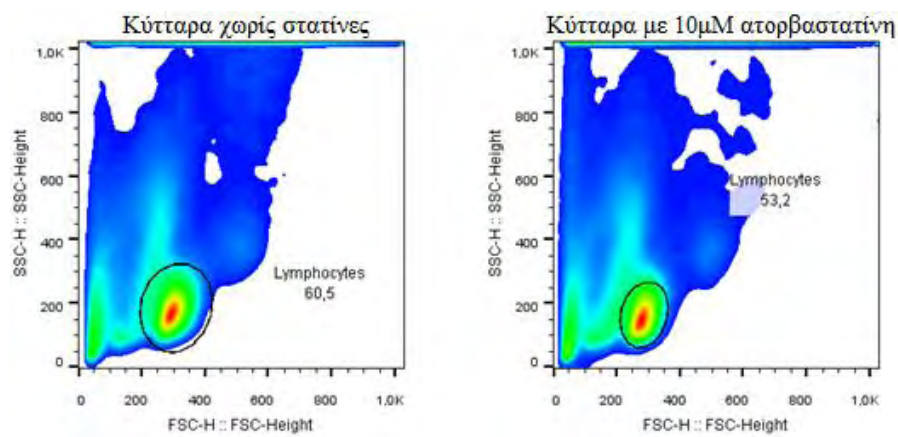 Κύτταρα χωρίς στατίνες
1,0K
800
600
400
200
0
SSC-H :: SSC-Height
Lymphocytes
60,5
0 200 400 600 800 1,0K
FSC-H :: FSC-Height
Κύτταρα με 10μΜ ατορβαστατίνη
1,0K
800
600
400
200
0
SSC-H :: SSC-Height
Lymphocytes
53,2
0 200 400 600 800 1,0K
FSC-H :: FSC-Height